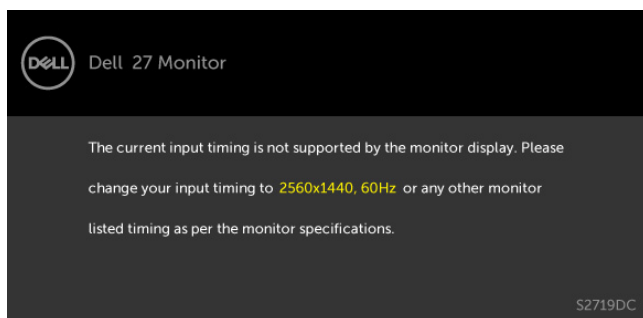 DELL
Dell 27 Monitor
The current input timing is not supported by the monitor display. Please
change your input timing to 2560x1440, 60Hz or any other monitor
listed timing as per the monitor specifications.
S2719DC